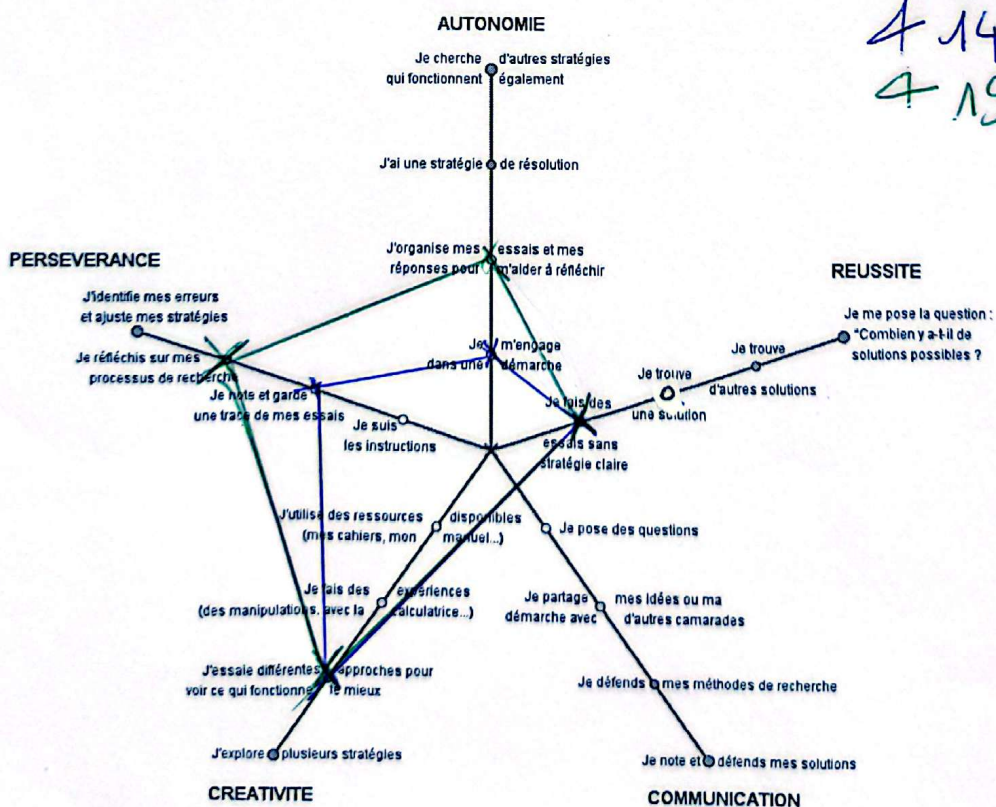 AUTONOMIE
Je cherche d'autres stratégies
qui fonctionnent également
J'ai une stratégie de résolution
J'organise mes essais et mes
réponses pour m'aider à réfléchir
Je m'engage
dans une démarche
PERSEVERANCE
J'identifie mes erreurs
et ajuste mes stratégies
Je réfléchis sur mes
processus de recherche
Je note et garde
une trace de mes essais
Je suis
les instructions
REUSSITE
Je me pose la question :
"Combien y a-t-il de
solutions possibles ?
Je trouve
d'autres solutions
Je trouve
une solution
Je fais des
essais sans
stratégie claire
J'utilise des ressources disponibles
(mes cahiers, mon manuel...)
Je fais des expériences
(des manipulations, avec la calculatrice...)
J'essaie différentes approches pour
voir ce qui fonctionne le mieux
J'explore plusieurs stratégies
CREATIVITE
Je pose des questions
Je partage mes idées ou ma
démarche avec d'autres camarades
Je défends mes méthodes de recherche
Je note et défends mes solutions
COMMUNICATION
14